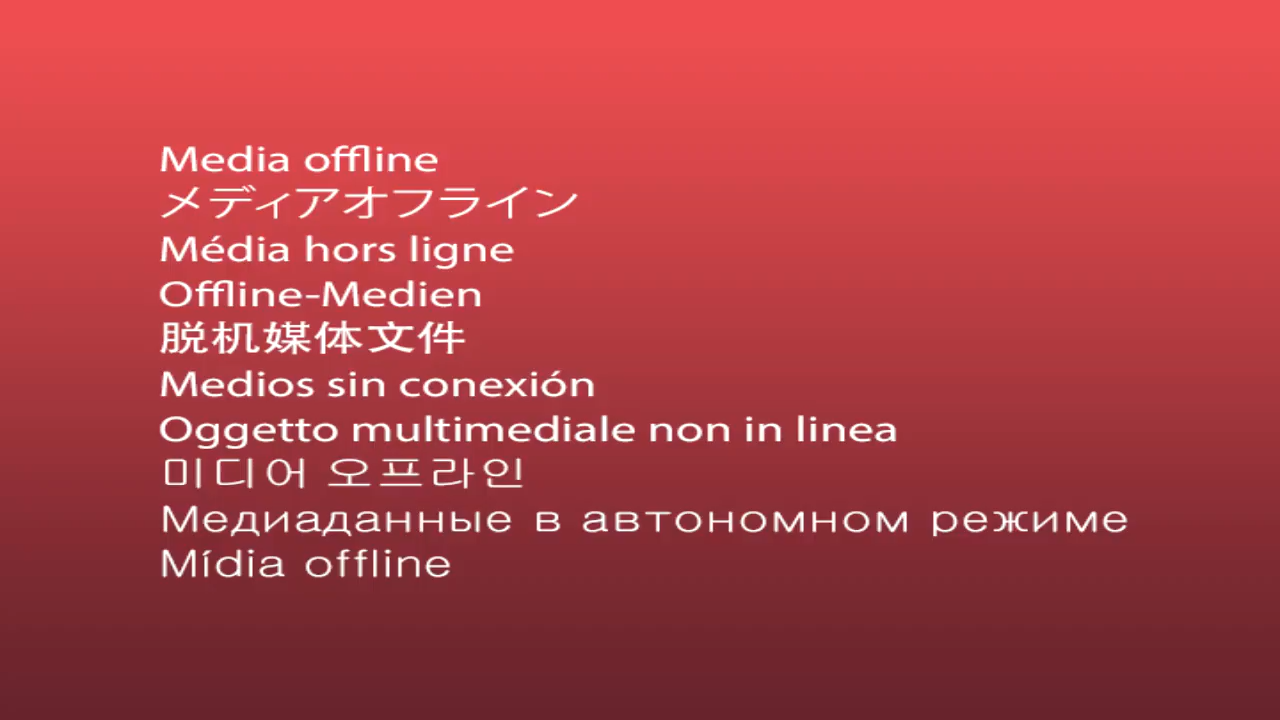 Media offline
メディアオフライン
Média hors ligne
Offline-Medien
脱机媒体文件
Medios sin conexión
Oggetto multimediale non in linea
미디어 오프라인
Медиаданные в автономном режиме
Mídia offline